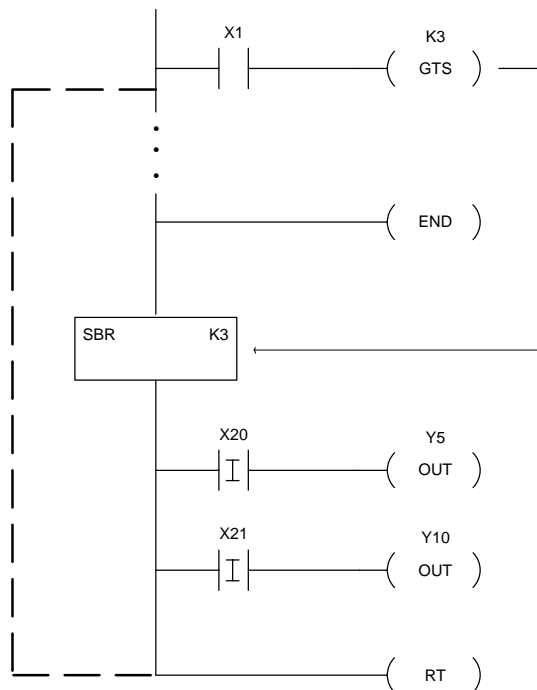 X1
K3
GTS
END
SBR K3
X20
Y5
OUT
X21
Y10
OUT
RT